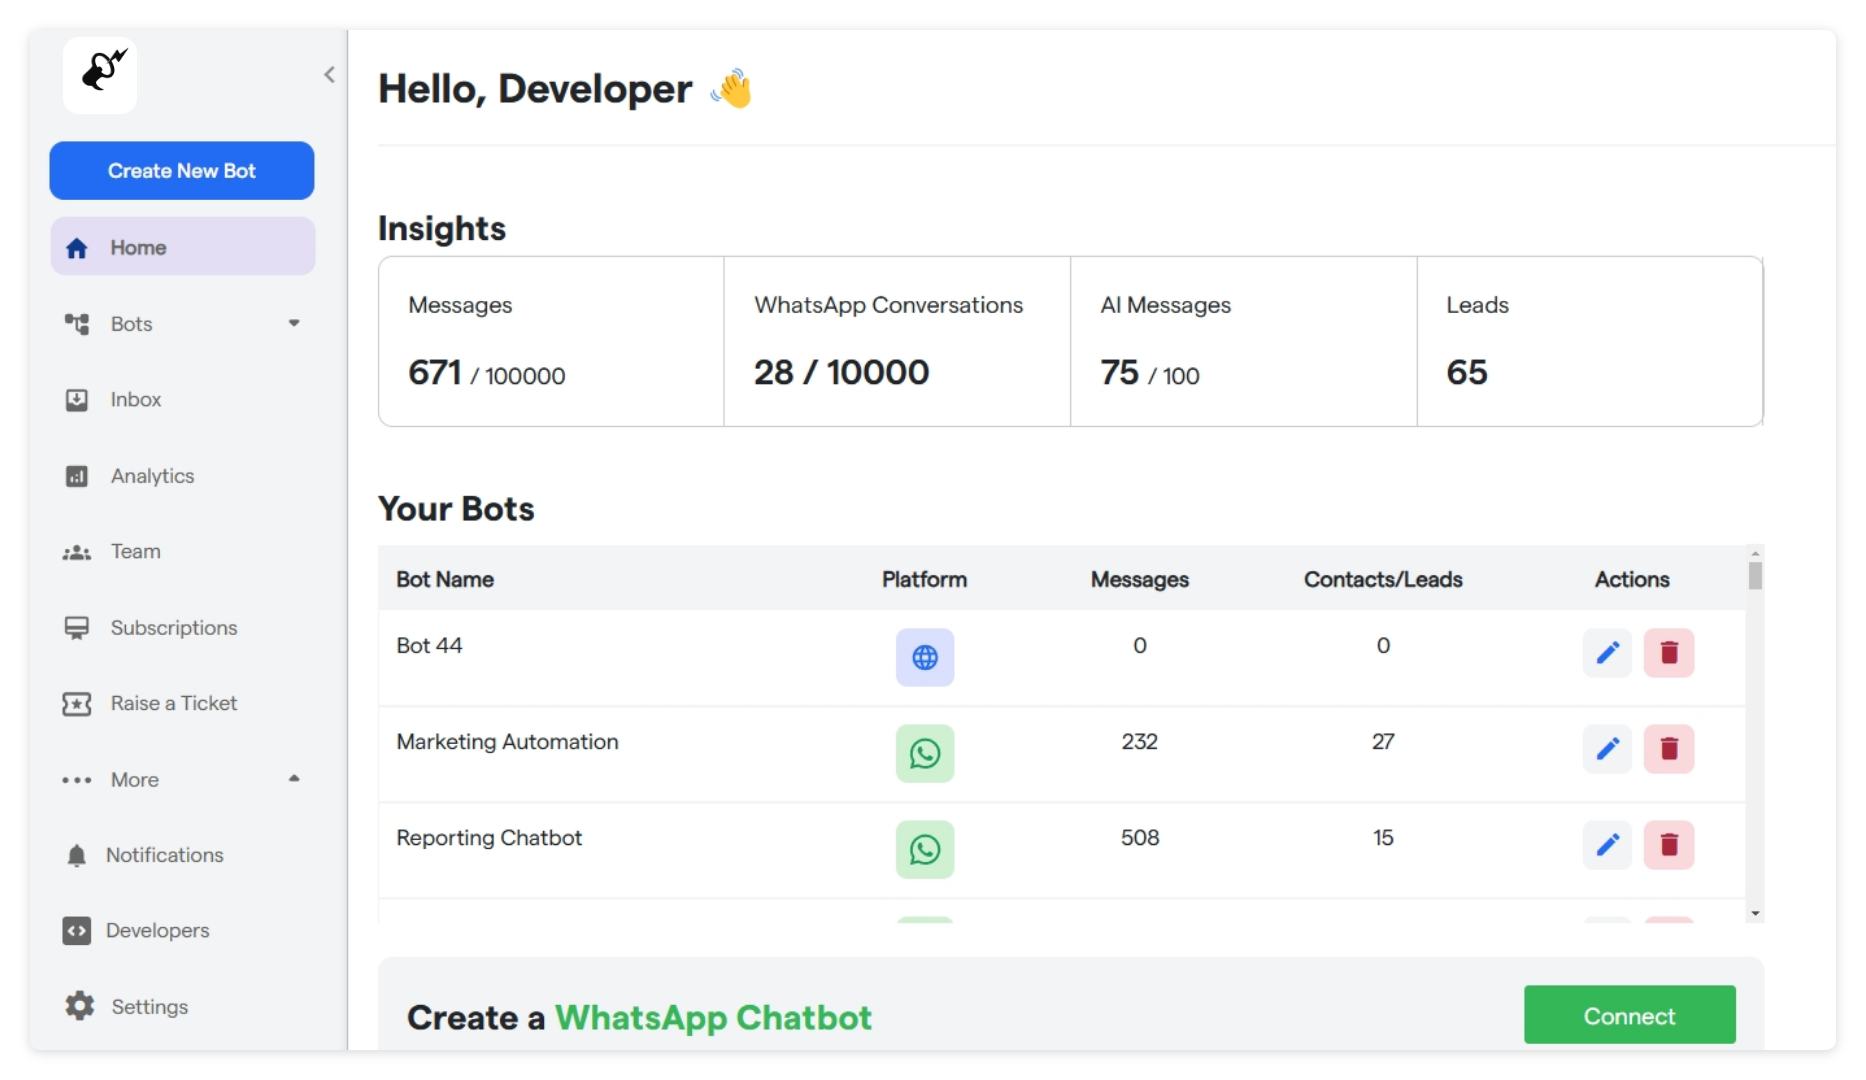 Hello, Developer
Create New Bot
Home
Bots
Inbox
Analytics
Team
Subscriptions
Raise a Ticket
More
Notifications
Developers
Settings
Insights
Messages
671 / 100000
WhatsApp Conversations
28 / 10000
AI Messages
75 / 100
Leads
65
Your Bots
Bot Name Platform Messages Contacts/Leads Actions
Bot 44 0 0
Marketing Automation 232 27
Reporting Chatbot 508 15
Create a WhatsApp Chatbot
Connect